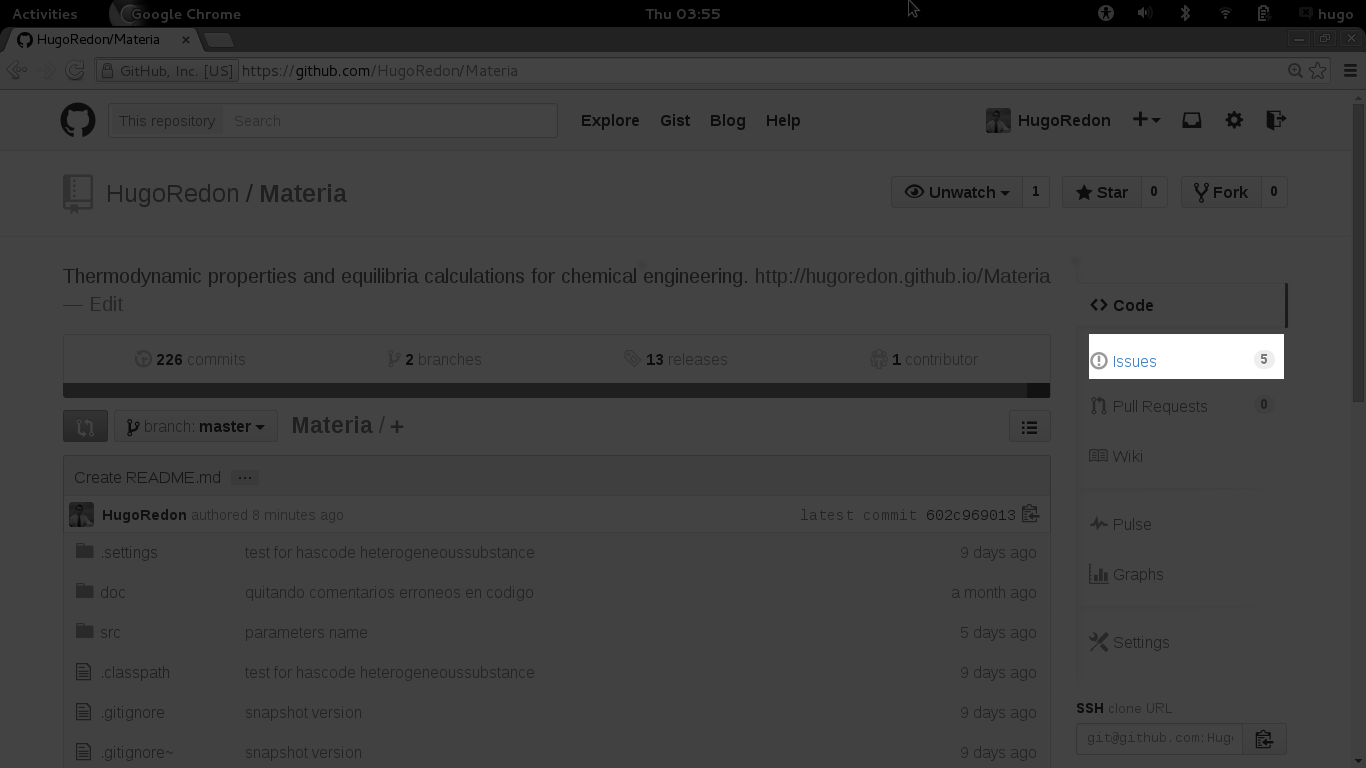 Activities Google Chrome Thu 03:55 hugo
HugoRedon/Materia
GitHub, Inc. [US] https://github.com/HugoRedon/Materia
This repository Search Explore Gist Blog Help HugoRedon
HugoRedon / Materia Unwatch 1 Star 0 Fork 0
Thermodynamic properties and equilibria calculations for chemical engineering. http://hugoredon.github.io/Materia
— Edit
Code
226 commits 2 branches 13 releases 1 contributor
Issues 5
Pull Requests 0
branch: master Materia / +
Wiki
Create README.md ...
HugoRedon authored 8 minutes ago latest commit 602c969013
Pulse
.settings test for hascode heterogeneoussubstance 9 days ago
Graphs
doc quitando comentarios erroneos en codigo a month ago
src parameters name 5 days ago
Settings
.classpath test for hascode heterogeneoussubstance 9 days ago
.gitignore snapshot version 9 days ago
SSH clone URL
git@github.com:Hug
.gitignore~ snapshot version 9 days ago